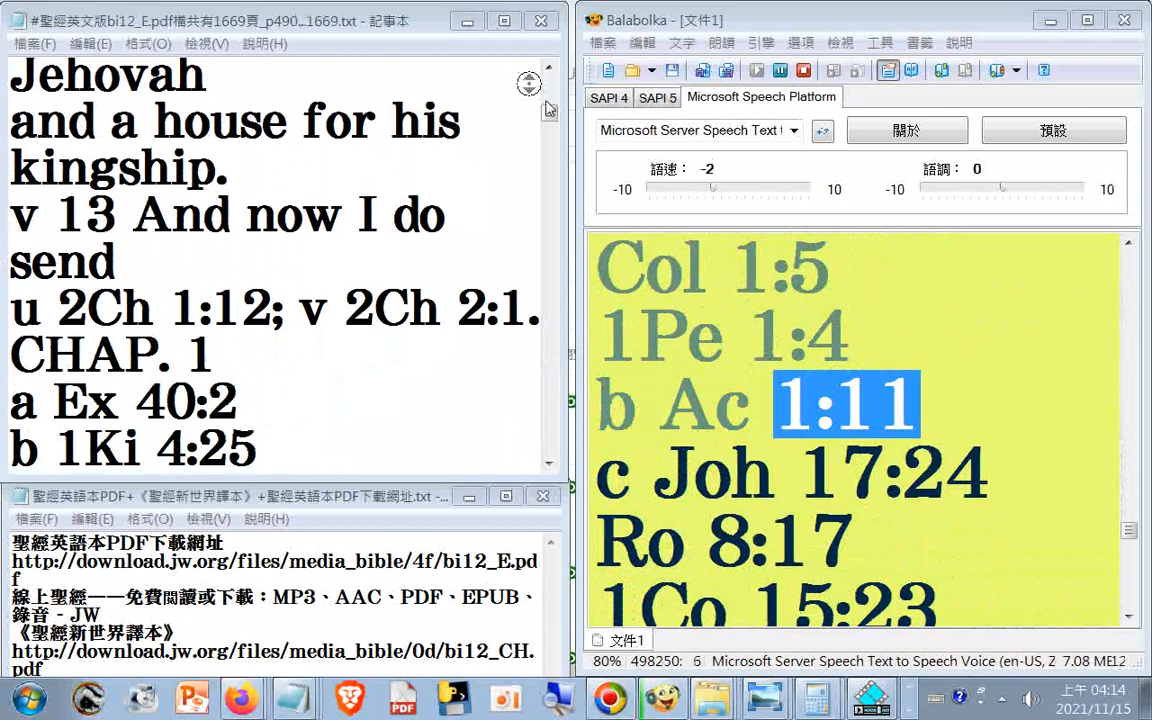 #聖經英文版bi12_E.pdf檔共有1669頁_p490...1669.txt - 記事本
檔案(F) 編輯(E) 格式(O) 檢視(V) 說明(H)
Jehovah
and a house for his
kingship.
v 13 And now I do
send
u 2Ch 1:12; v 2Ch 2:1.
CHAP. 1
a Ex 40:2
b 1Ki 4:25
聖經英語本PDF+《聖經新世界譯本》+聖經英語本PDF下載網址.txt -...
檔案(F) 編輯(E) 格式(O) 檢視(V) 說明(H)
聖經英語本PDF下載網址
http://download.jw.org/files/media_bible/4f/bi12_E.pd
f
線上聖經——免費閱讀或下載：MP3、AAC、PDF、EPUB、
錄音 - JW
《聖經新世界譯本》
http://download.jw.org/files/media_bible/0d/bi12_CH.
pdf
Balabolka - [文件1]
檔案 編輯 文字 朗讀 引擎 選項 檢視 工具 書籤 說明
SAPI 4 SAPI 5 Microsoft Speech Platform
Microsoft Server Speech Text t 關於 預設
語速： -2 語調： 0
-10 10 -10 10
Col 1:5
1Pe 1:4
b Ac 1:11
c Joh 17:24
Ro 8:17
1Co 15:23
文件1
80% 498250: 6 Microsoft Server Speech Text to Speech Voice (en-US, Z 7.08 ME12
上午 04:14
2021/11/15